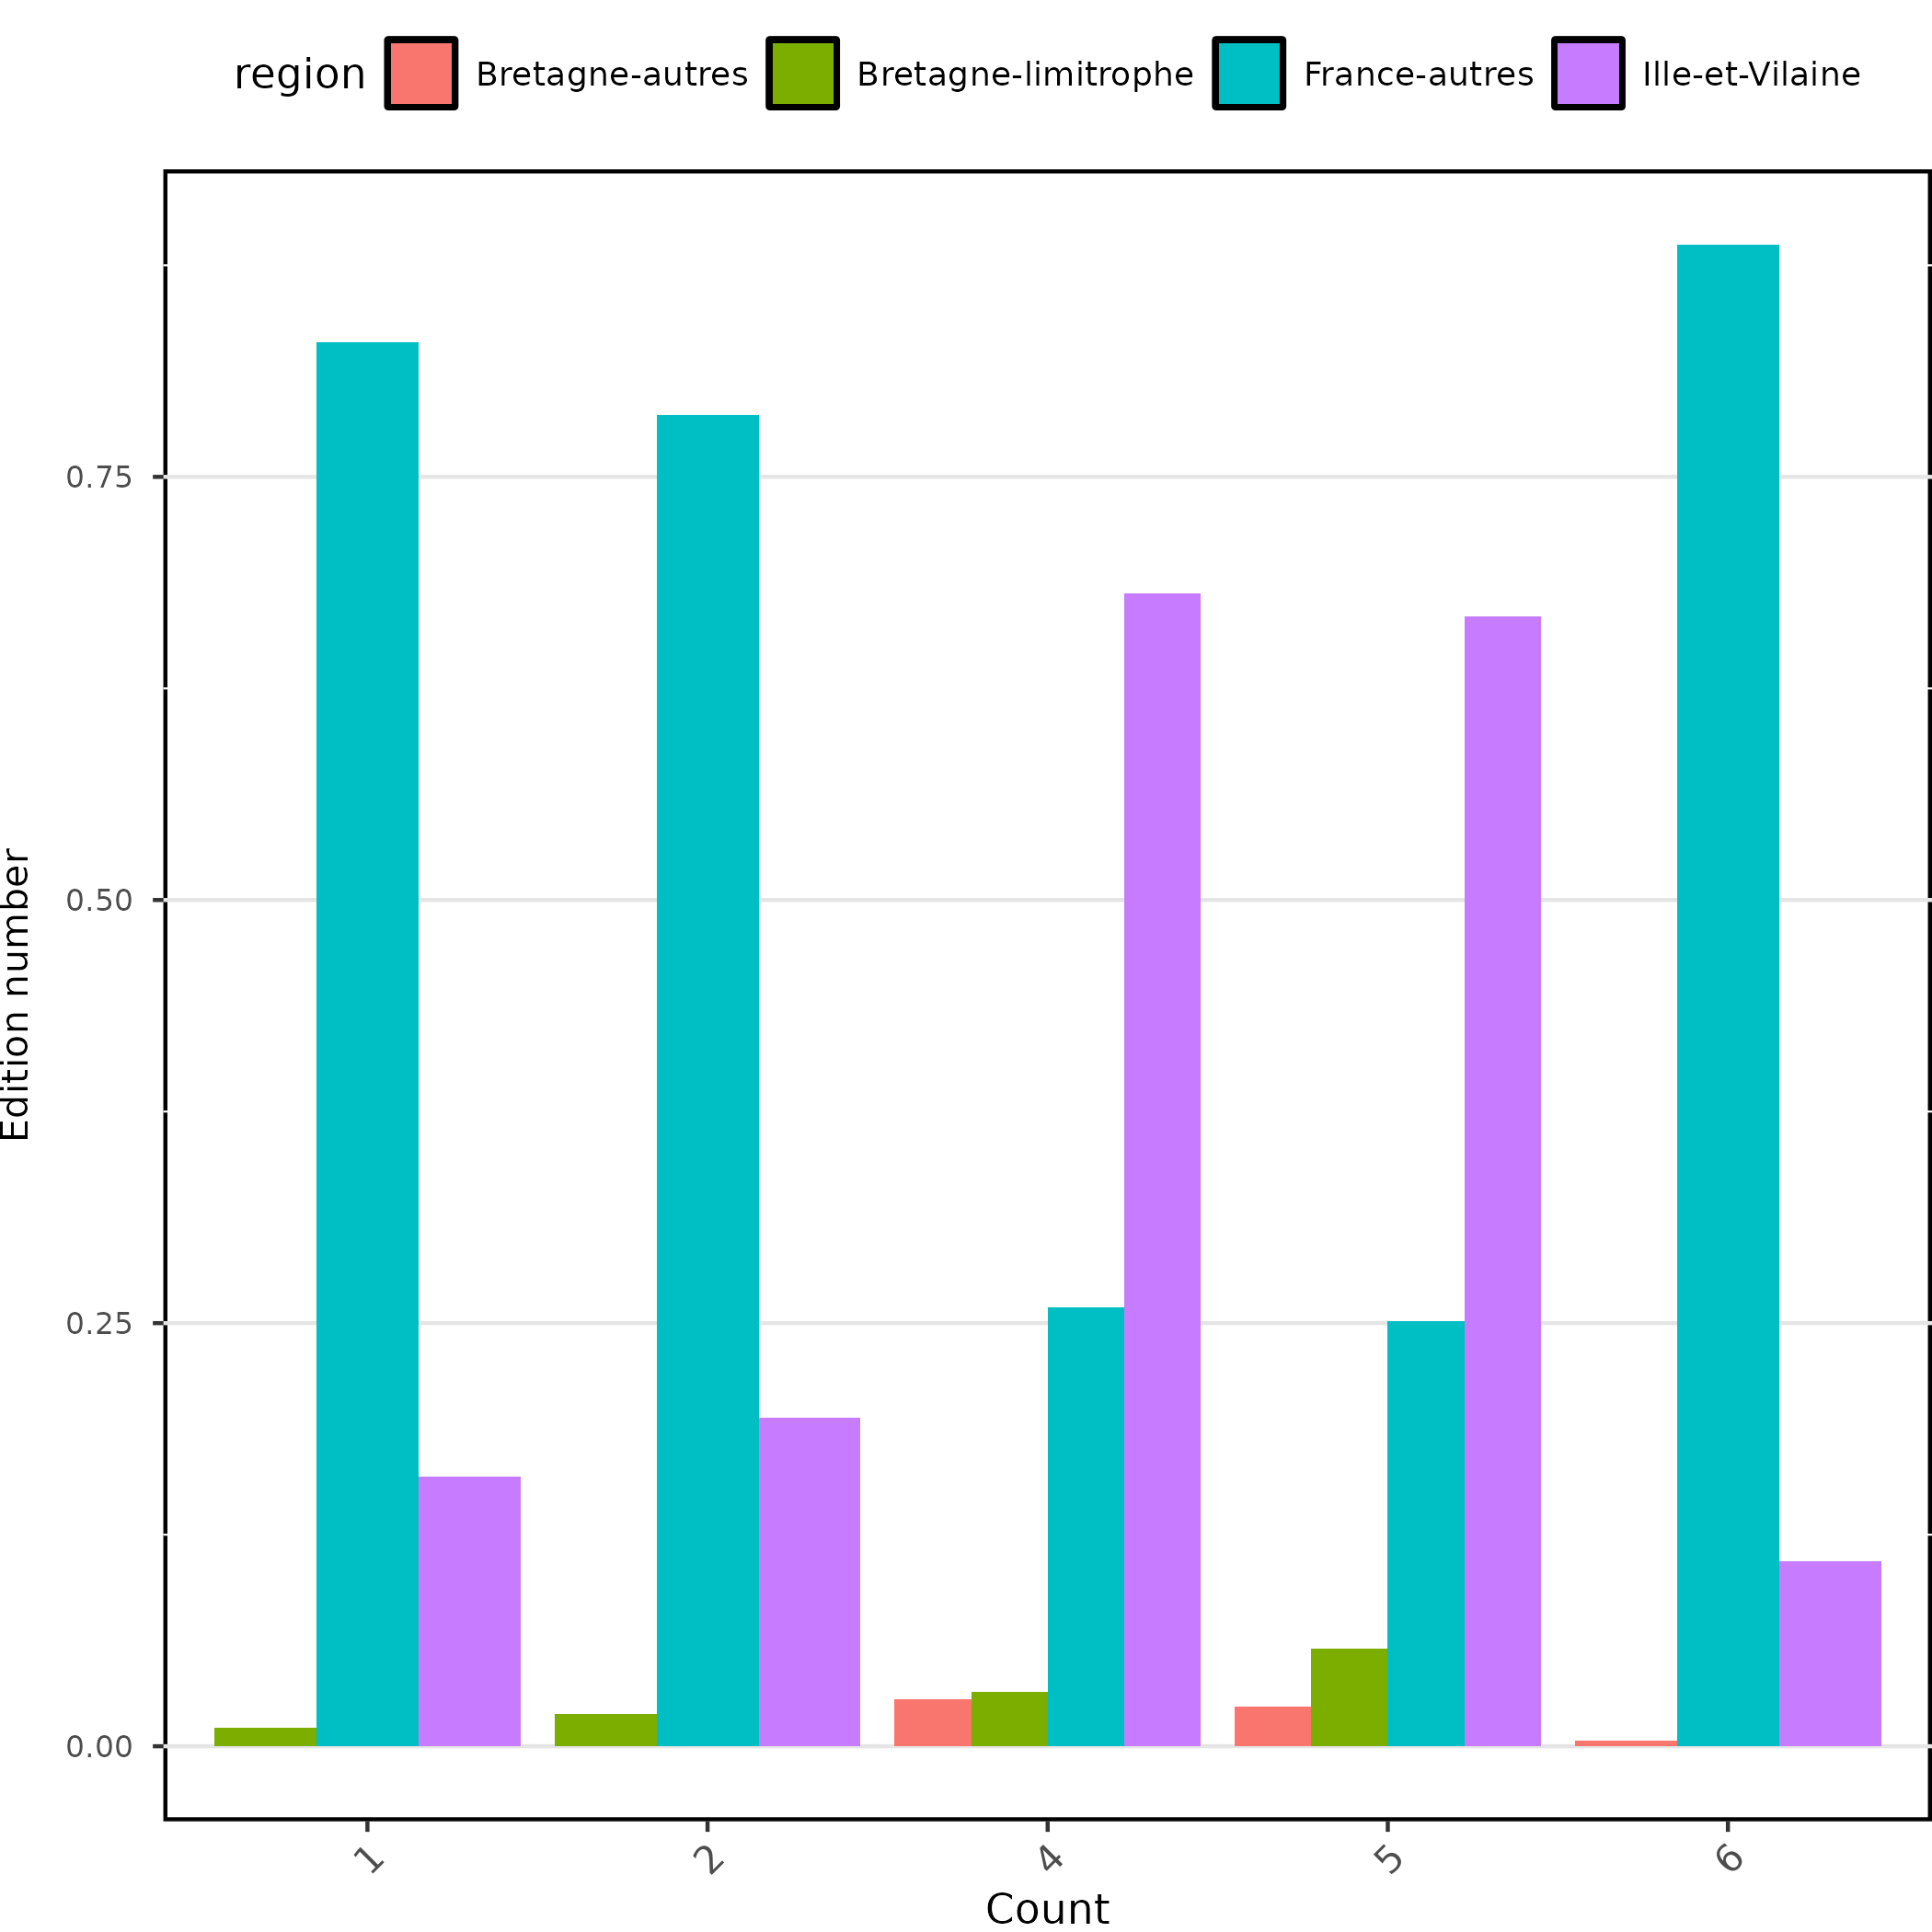 region Bretagne-autres Bretagne-limitrophe France-autres Ille-et-Vilaine
0.75
0.50
0.25
0.00
Edition number
1 2 4 5 6
Count